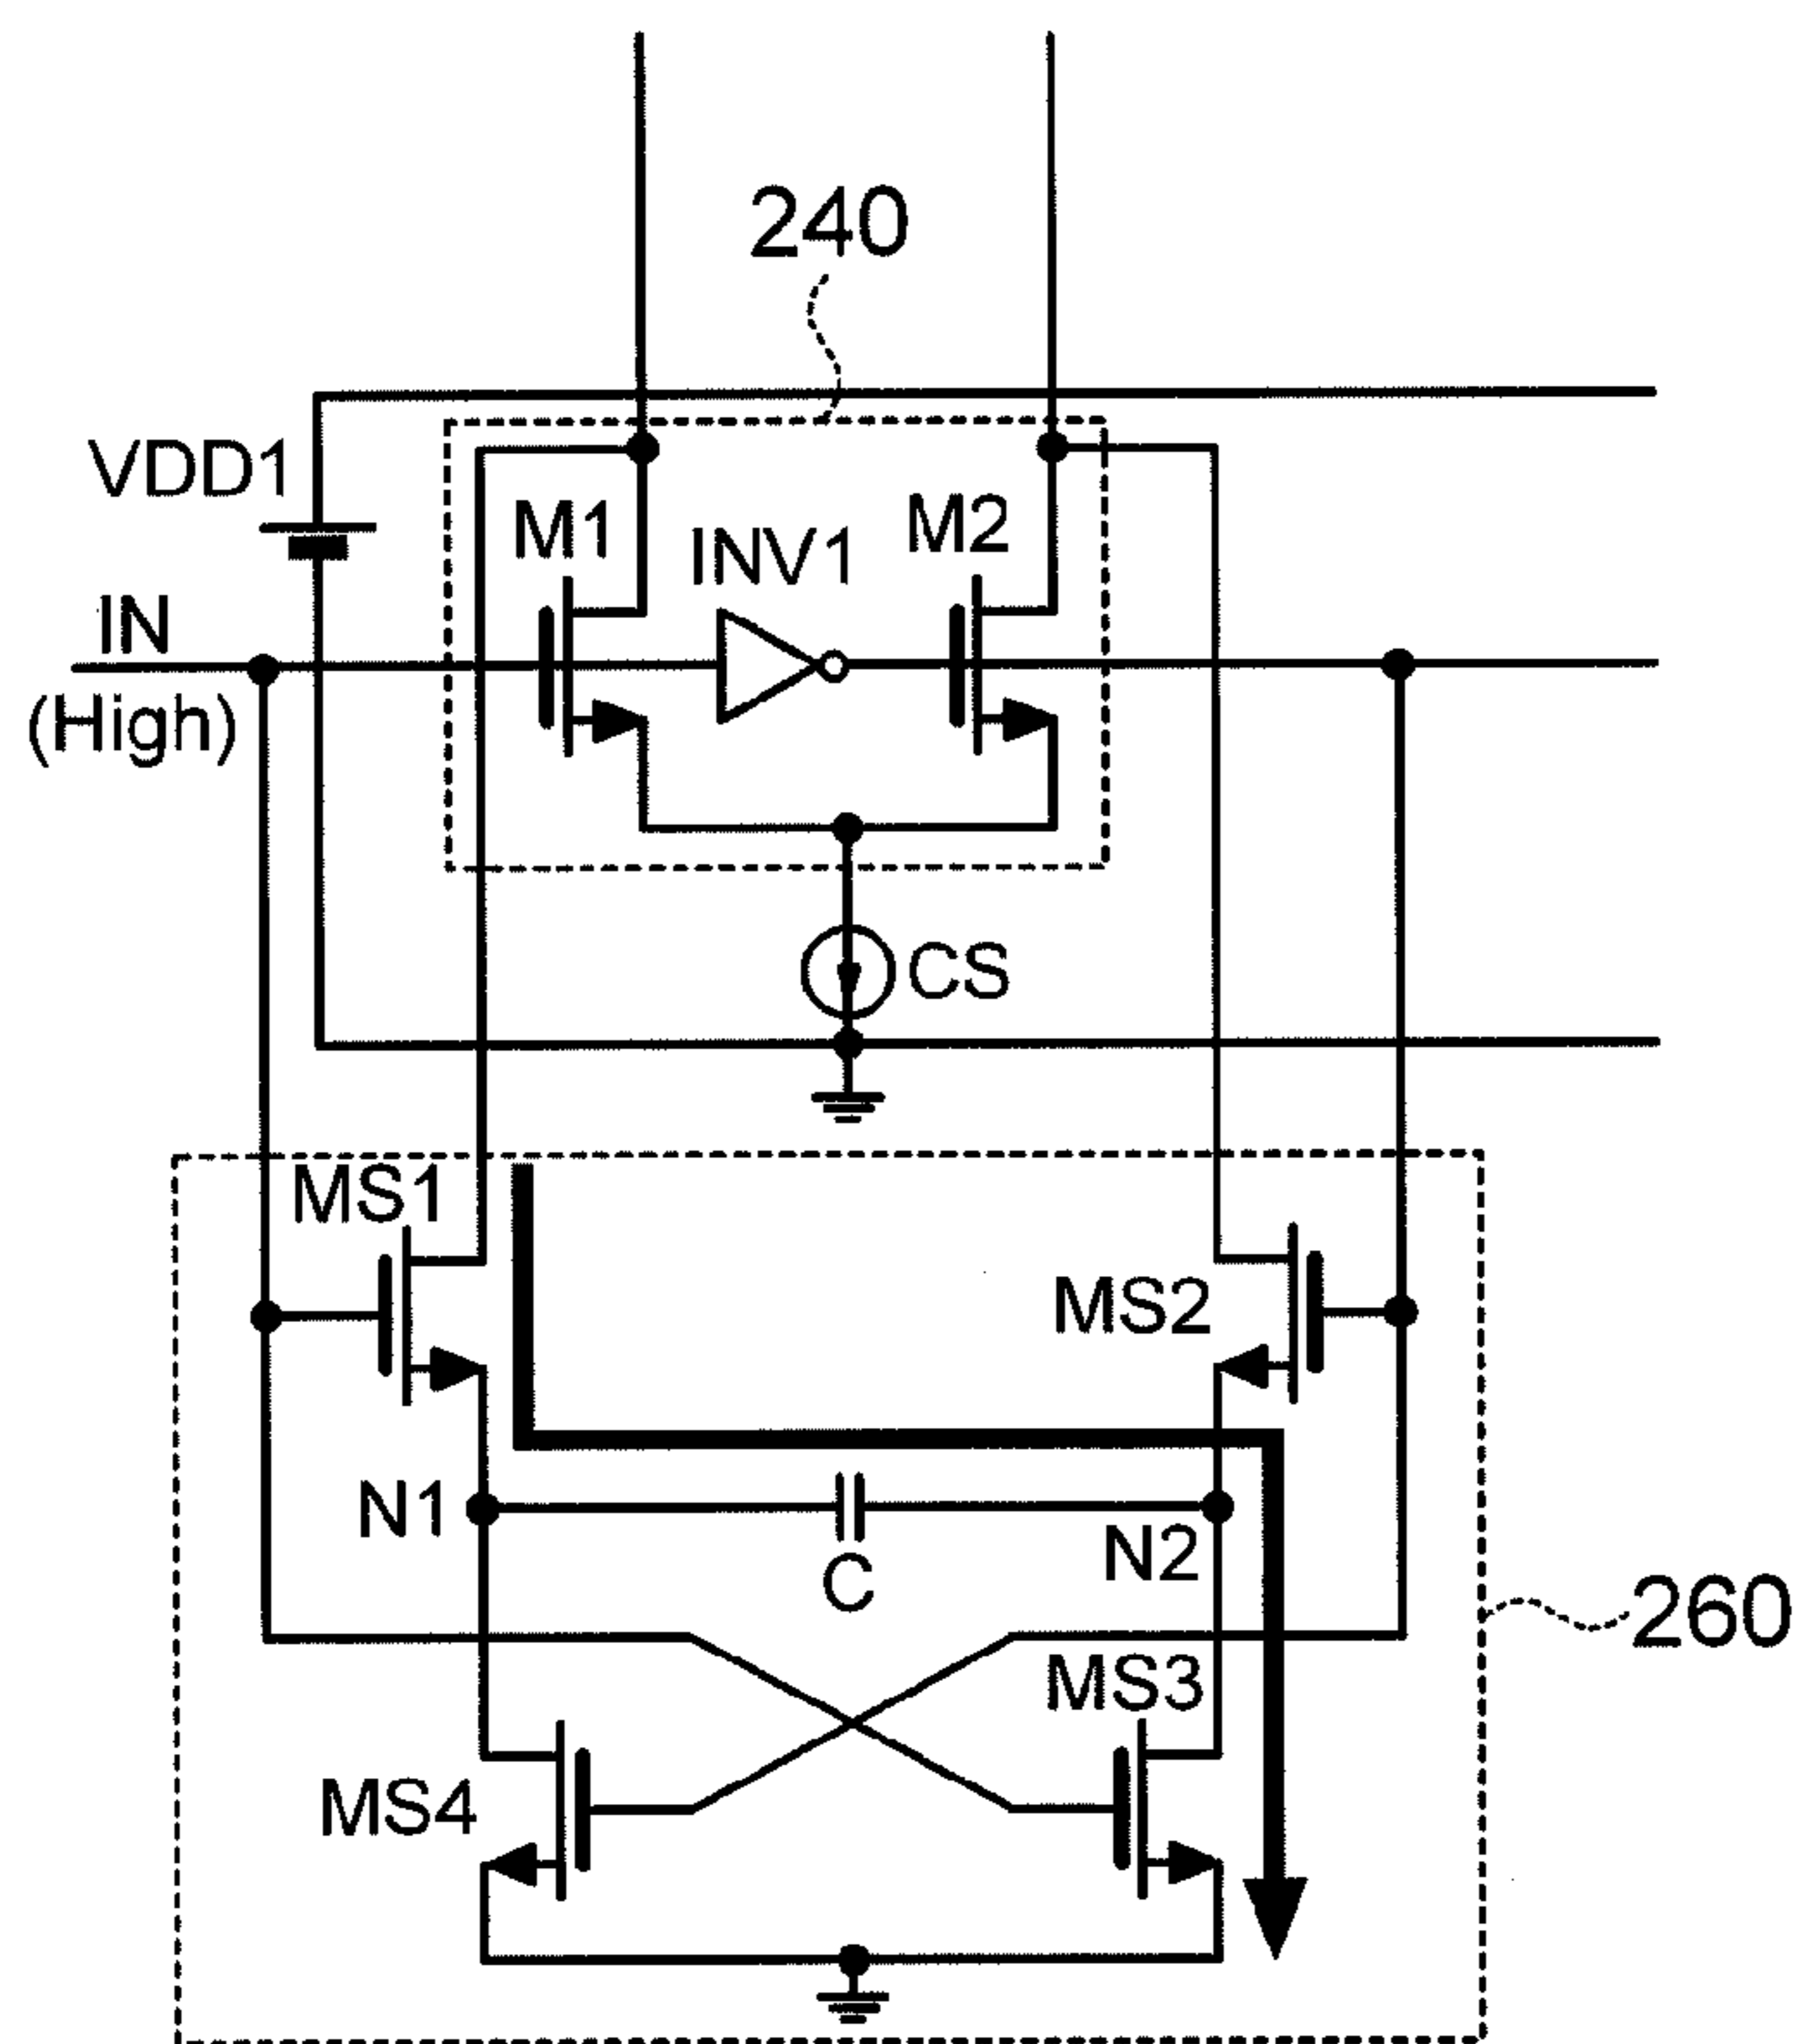 240
VDD1
M1
INV1
M2
IN
(High)
CS
MS1
MS2
N1
C
N2
260
MS3
MS4